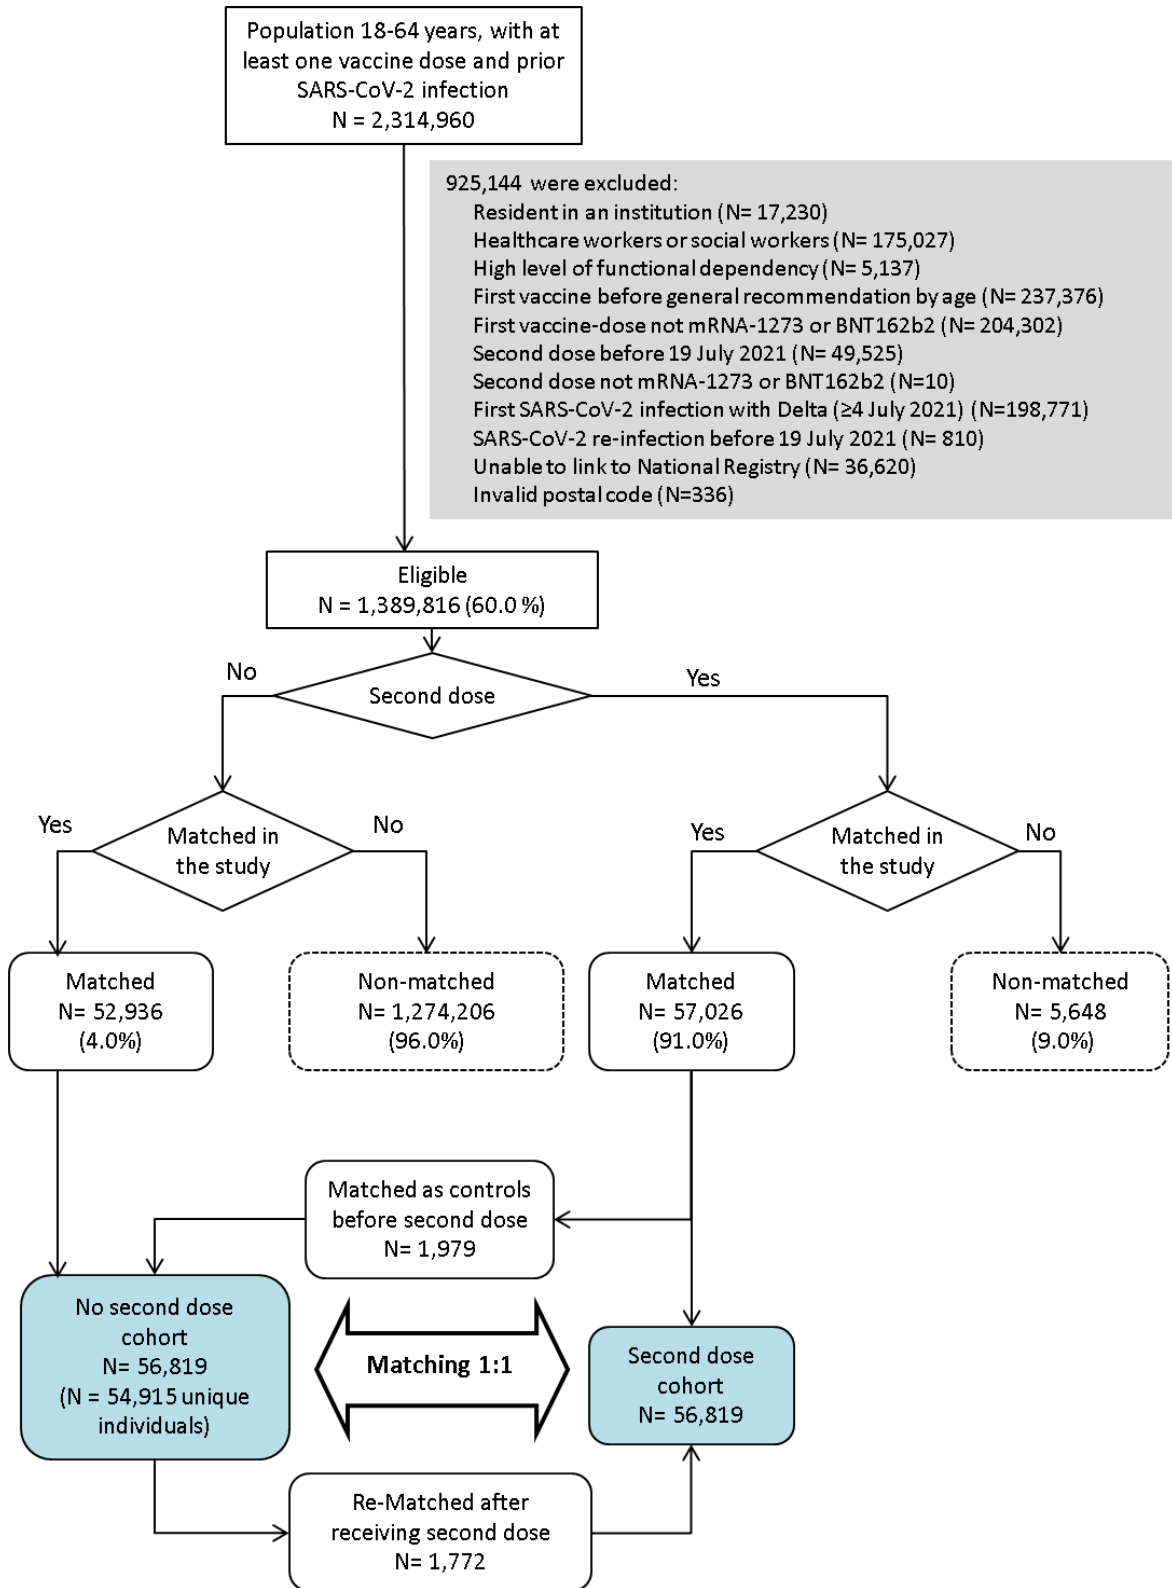 Population 18-64 years, with at
least one vaccine dose and prior
SARS-CoV-2 infection
N = 2,314,960
925,144 were excluded:
Resident in an institution (N= 17,230)
Healthcare workers or social workers (N= 175,027)
High level of functional dependency (N= 5,137)
First vaccine before general recommendation by age (N= 237,376)
First vaccine-dose not mRNA-1273 or BNT162b2 (N= 204,302)
Second dose before 19 July 2021 (N= 49,525)
Second dose not mRNA-1273 or BNT162b2 (N=10)
First SARS-CoV-2 infection with Delta (≥4 July 2021) (N=198,771)
SARS-CoV-2 re-infection before 19 July 2021 (N= 810)
Unable to link to National Registry (N= 36,620)
Invalid postal code (N=336)
Eligible
N = 1,389,816 (60.0 %)
No
Second dose
Yes
Yes
Matched in
the study
No
Yes
Matched in
the study
No
Matched
N= 52,936
(4.0%)
Non-matched
N= 1,274,206
(96.0%)
Matched
N= 57,026
(91.0%)
Non-matched
N= 5,648
(9.0%)
Matched as controls
before second dose
N= 1,979
No second dose
cohort
N= 56,819
(N = 54,915 unique
individuals)
Matching 1:1
Second dose
cohort
N= 56,819
Re-Matched after
receiving second dose
N= 1,772